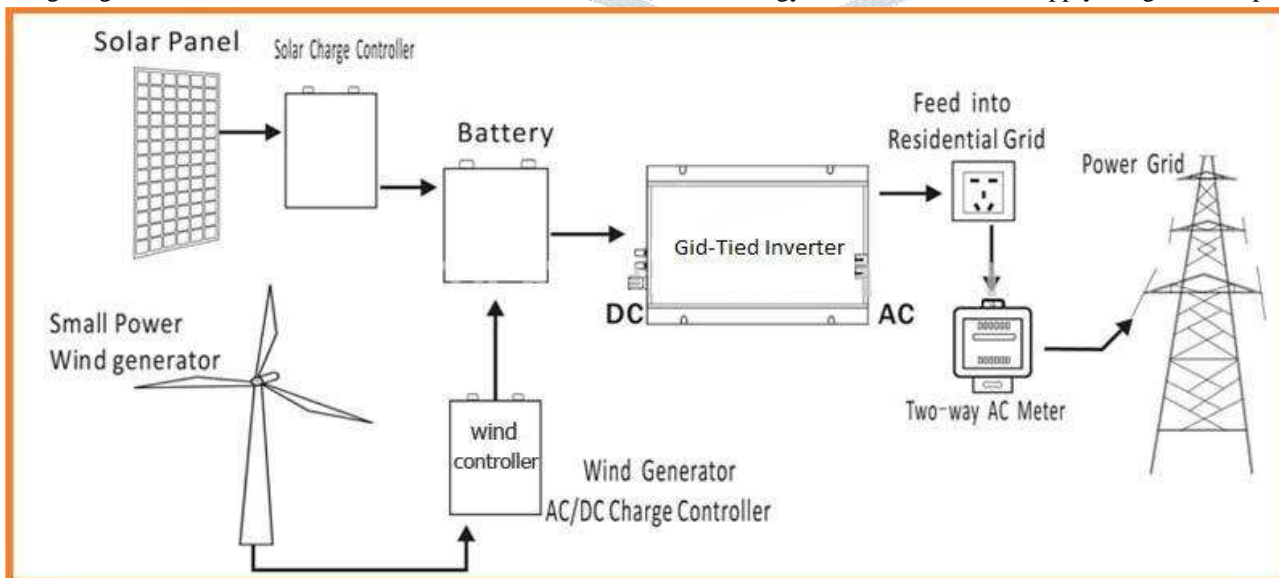 Solar Panel
Solar Charge Controller
Battery
Feed into
Residential Grid
Power Grid
Gid-Tied Inverter
DC
AC
Small Power
Wind generator
Two-way AC Meter
wind
controller
Wind Generator
AC/DC Charge Controller